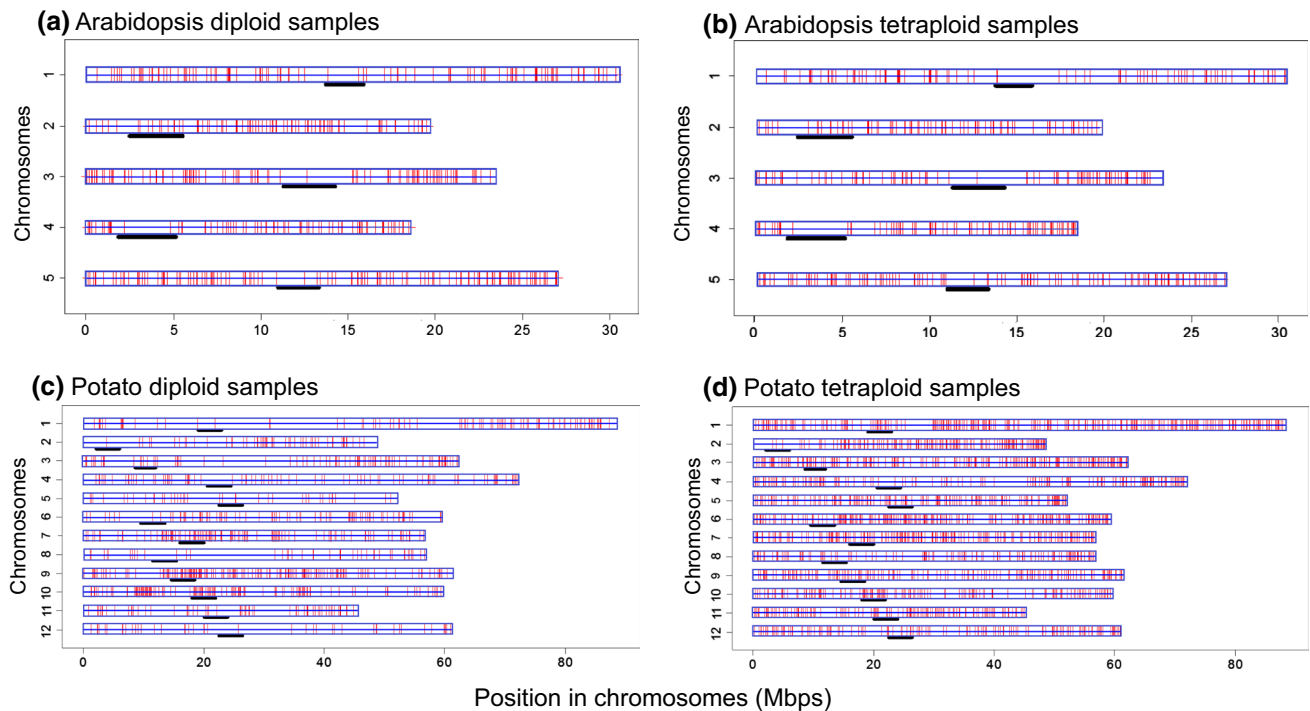 (a) Arabidopsis diploid samples
Chromosomes
1
2
3
4
5
0 5 10 15 20 25 30
(b) Arabidopsis tetraploid samples
Chromosomes
1
2
3
4
5
0 5 10 15 20 25 30
(c) Potato diploid samples
Chromosomes
1
2
3
4
5
6
7
8
9
10
11
12
0 20 40 60 80
(d) Potato tetraploid samples
Chromosomes
1
2
3
4
5
6
7
8
9
10
11
12
0 20 40 60 80
Position in chromosomes (Mbps)